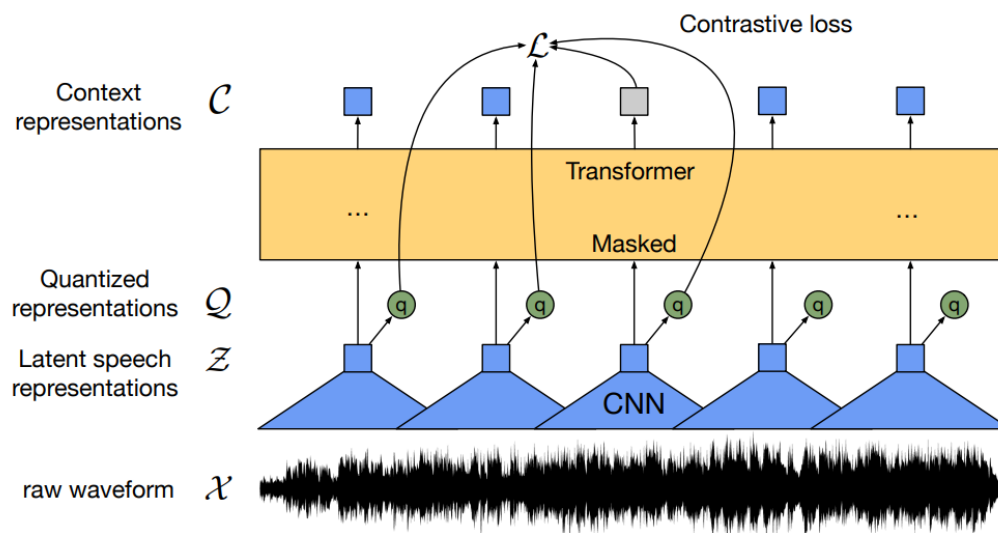 Contrastive loss
ℒ
Context
representations
𝒞
Transformer
...
...
Masked
Quantized
representations
𝒬
q
q
q
q
q
Latent speech
representations
𝒵
CNN
raw waveform
𝒳